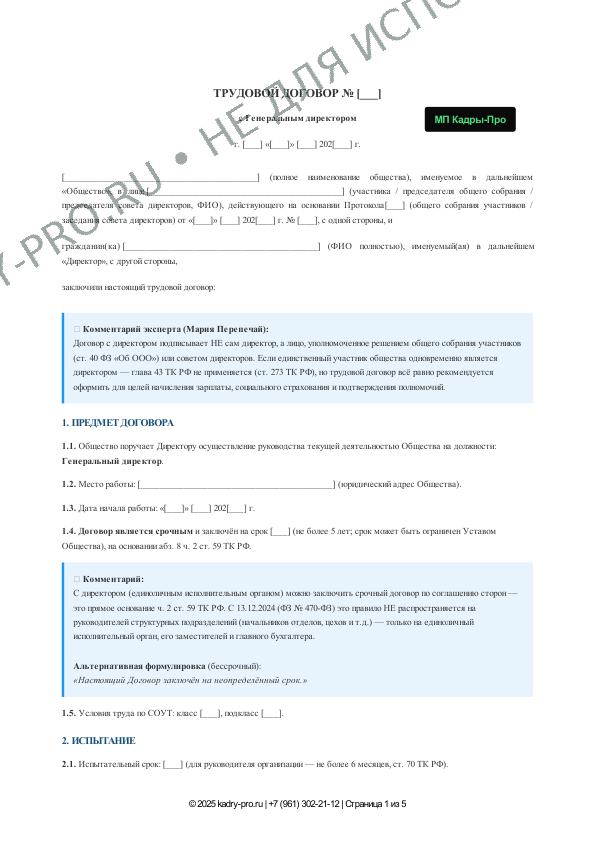 ТРУДОВОЙ ДОГОВОР № [___]
с Генеральным директором
МП Кадры-Про
г. [___] «[___]» [___] 202[___] г.
[________________________________________] (полное наименование общества), именуемое в дальнейшем
«Общество», в лице [________________________________________] (участника / председателя общего собрания /
председателя совета директоров, ФИО), действующего на основании Протокола[___] (общего собрания участников /
заседания совета директоров) от «[___]» [___] 202[___] г. № [___], с одной стороны, и
гражданин(ка) [________________________________________] (ФИО полностью), именуемый(ая) в дальнейшем
«Директор», с другой стороны,
заключили настоящий трудовой договор:
Комментарий эксперта (Мария Перепечай):
Договор с директором подписывает НЕ сам директор, а лицо, уполномоченное решением общего собрания участников
(ст. 40 ФЗ «Об ООО») или советом директоров. Если единственный участник общества одновременно является
директором — глава 43 ТК РФ не применяется (ст. 273 ТК РФ), но трудовой договор всё равно рекомендуется
оформить для целей начисления зарплаты, социального страхования и подтверждения полномочий.
1. ПРЕДМЕТ ДОГОВОРА
1.1. Общество поручает Директору осуществление руководства текущей деятельностью Общества на должности:
Генеральный директор.
1.2. Место работы: [________________________________________] (юридический адрес Общества).
1.3. Дата начала работы: «[___]» [___] 202[___] г.
1.4. Договор является срочным и заключён на срок [___] (не более 5 лет; срок может быть ограничен Уставом
Общества), на основании абз. 8 ч. 2 ст. 59 ТК РФ.
Комментарий:
С директором (единоличным исполнительным органом) можно заключить срочный договор по соглашению сторон —
это прямое основание ч. 2 ст. 59 ТК РФ. С 13.12.2024 (ФЗ № 470-ФЗ) это правило НЕ распространяется на
руководителей структурных подразделений (начальников отделов, цехов и т.д.) — только на единоличный
исполнительный орган, его заместителей и главного бухгалтера.
Альтернативная формулировка (бессрочный):
«Настоящий Договор заключён на неопределённый срок.»
1.5. Условия труда по СОУТ: класс [___], подкласс [___].
2. ИСПЫТАНИЕ
2.1. Испытательный срок: [___] (для руководителя организации — не более 6 месяцев, ст. 70 ТК РФ).
© 2025 kadry-pro.ru | +7 (961) 302-21-12 | Страница 1 из 5
Y-PRO.RU • НЕ ДЛЯ ИСПО